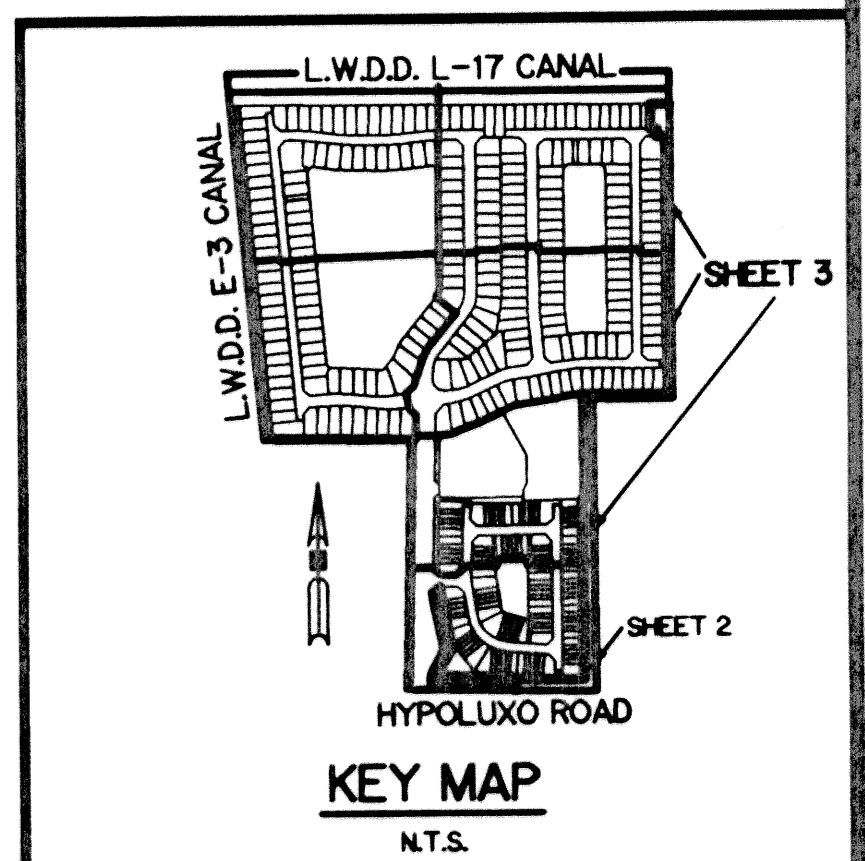 L.W.D.D. L-17 CANAL
L.W.D.D. E-3 CANAL
SHEET 3
SHEET 2
HYPOLUXO ROAD
KEY MAP
N.T.S.